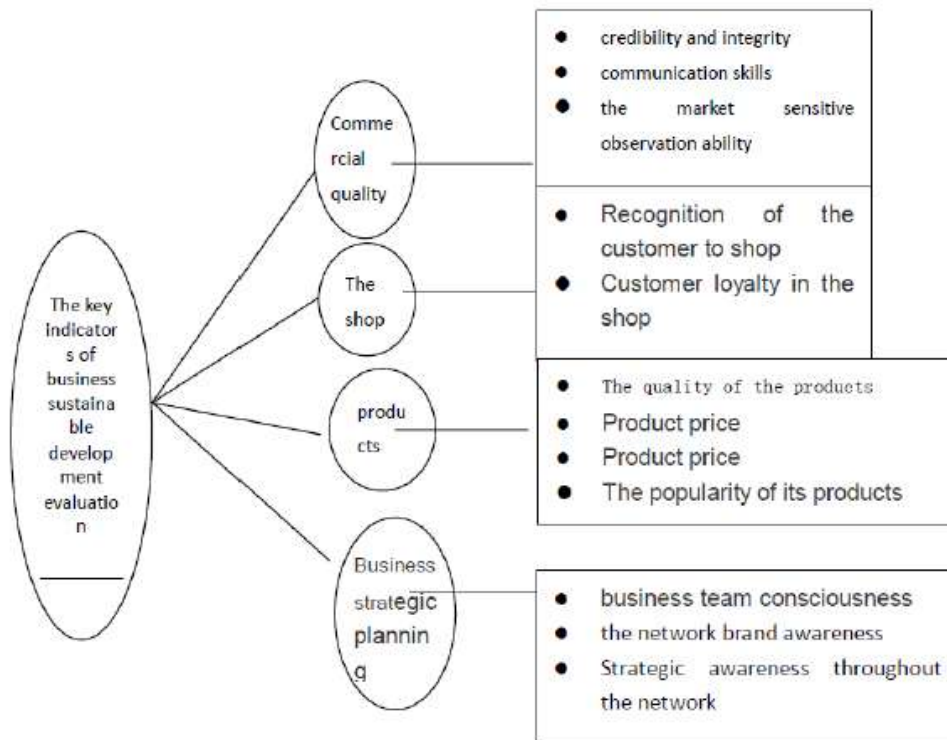 The key
indicator
s of
business
sustaina
ble
develop
ment
evaluatio
n
Comme
rcial
quality
● credibility and integrity
● communication skills
● the market sensitive
observation ability
The
shop
● Recognition of the
customer to shop
● Customer loyalty in the
shop
produ
cts
● The quality of the products
● Product price
● Product price
● The popularity of its products
Business
strategic
plannin
g
● business team consciousness
● the network brand awareness
● Strategic awareness throughout
the network